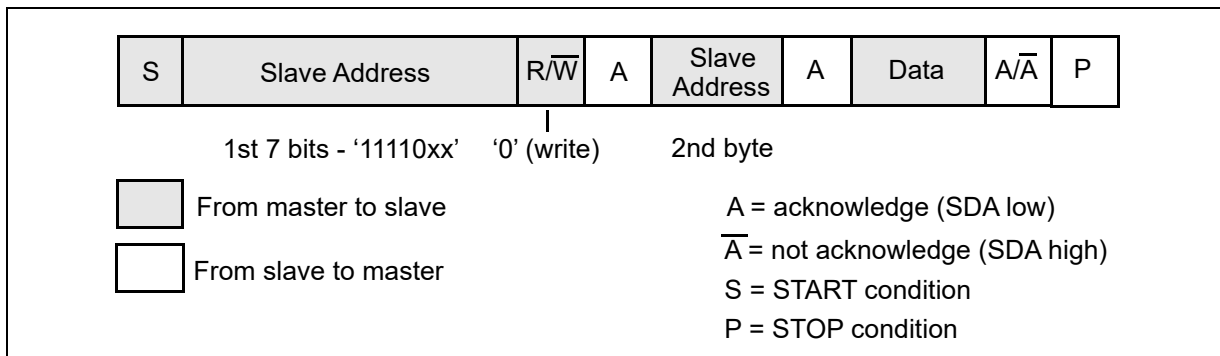 S Slave Address R/W̅ A Slave Address A Data A/A̅ P
1st 7 bits - ‘11110xx’ ‘0’ (write) 2nd byte
From master to slave
From slave to master
A = acknowledge (SDA low)
A̅ = not acknowledge (SDA high)
S = START condition
P = STOP condition